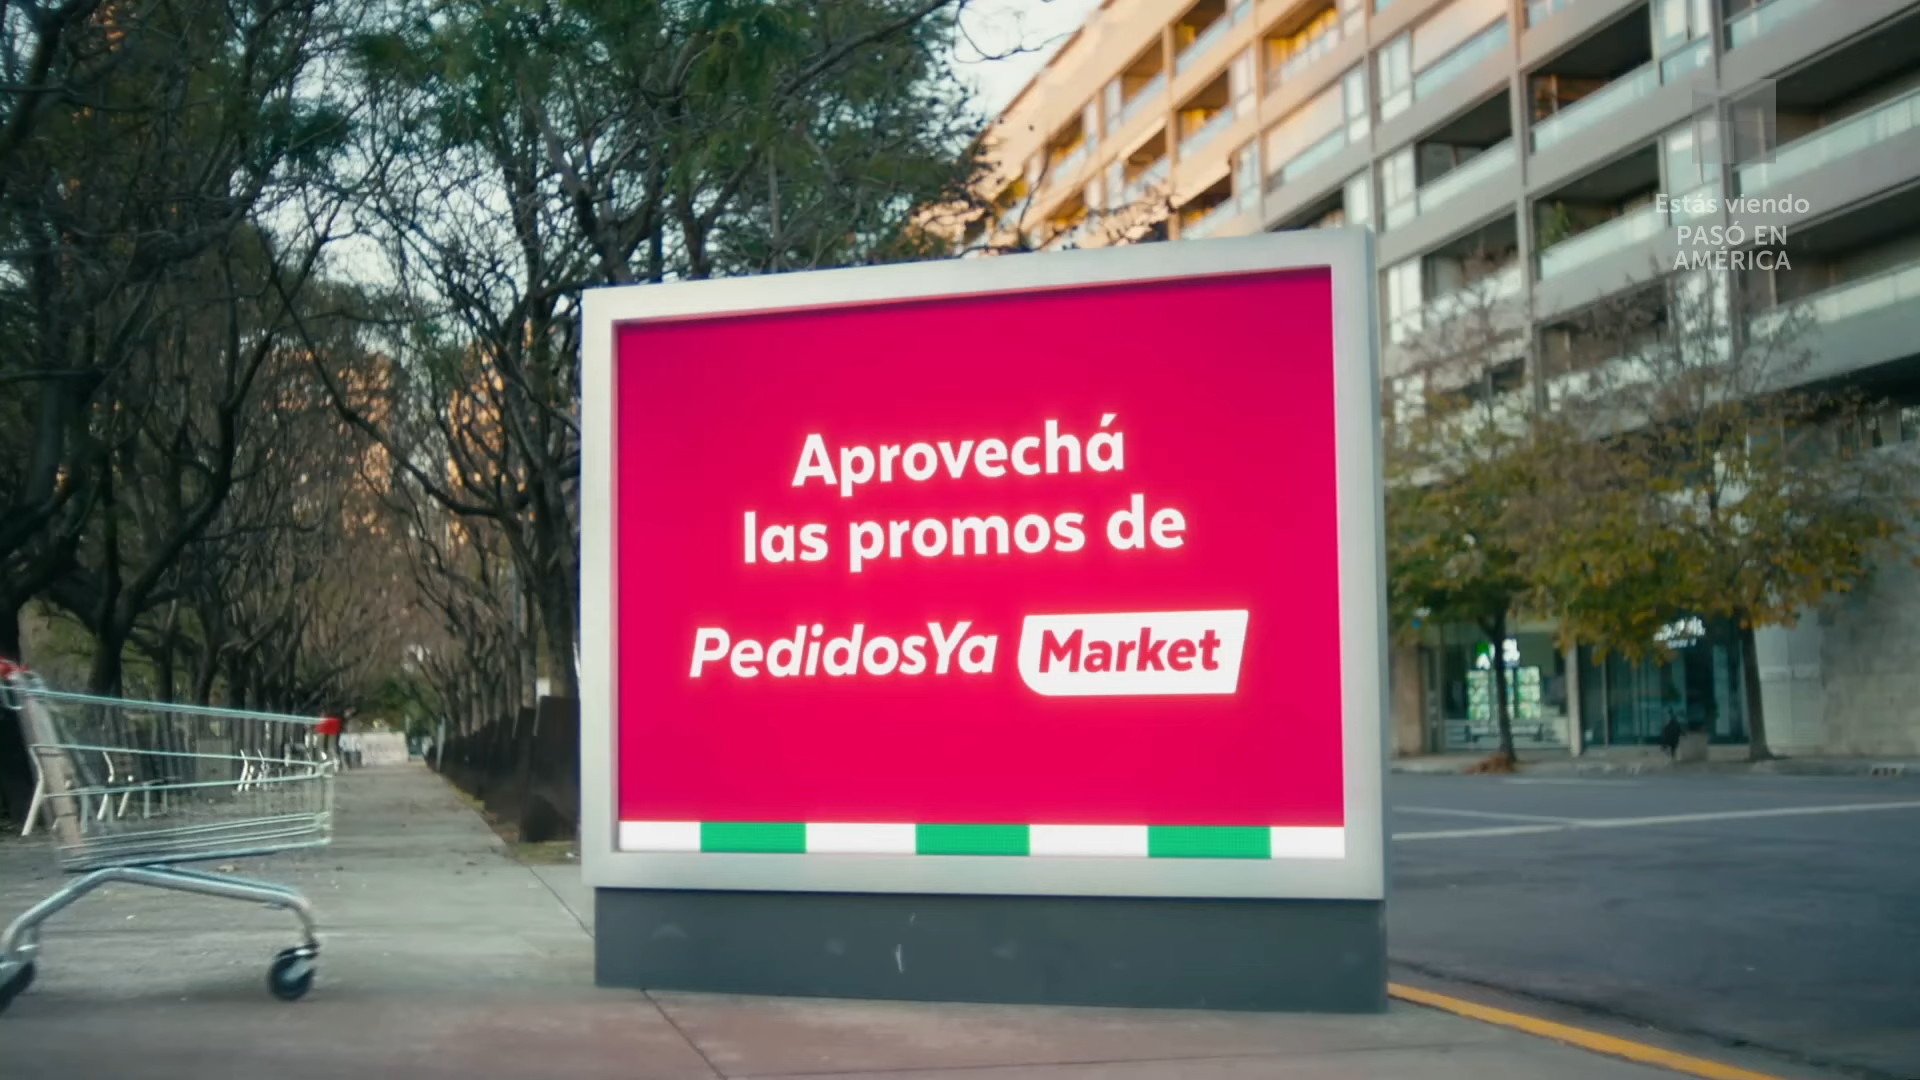 Aprovechá
las promos de
PedidosYa Market
Estás viendo
PASÓ EN
AMÉRICA